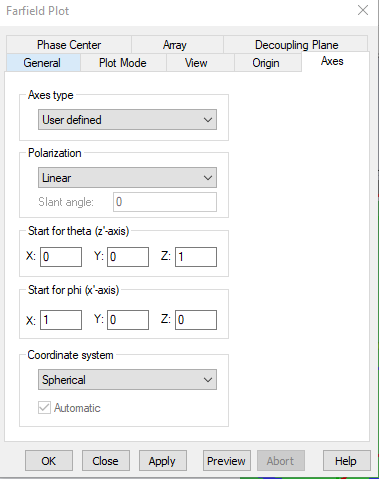 Farfield Plot
Phase Center Array Decoupling Plane
General Plot Mode View Origin Axes
Axes type
User defined
Polarization
Linear
Slant angle: 0
Start for theta (z'-axis)
X: 0 Y: 0 Z: 1
Start for phi (x'-axis)
X: 1 Y: 0 Z: 0
Coordinate system
Spherical
Automatic
OK Close Apply Preview Abort Help